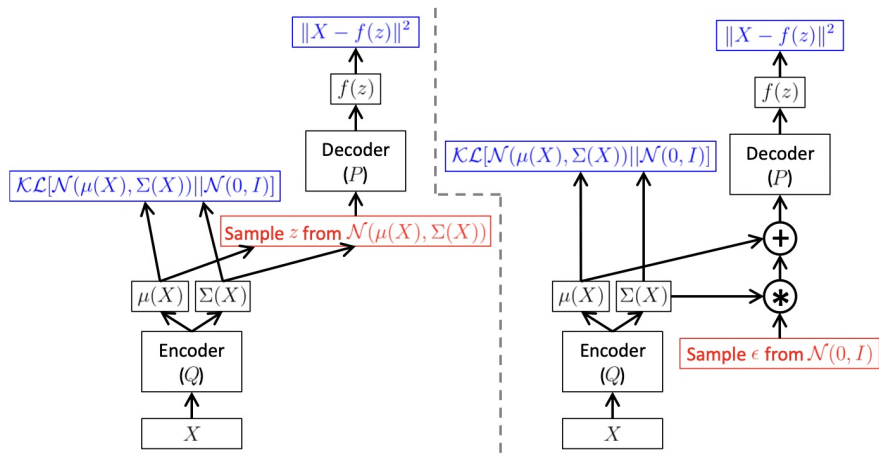 ‖X − f(z)‖²
f(z)
Decoder
(P)
𝒦ℒ[𝒩(μ(X), Σ(X))||𝒩(0, I)]
Sample z from 𝒩(μ(X), Σ(X))
μ(X)
Σ(X)
Encoder
(Q)
X
‖X − f(z)‖²
f(z)
Decoder
(P)
𝒦ℒ[𝒩(μ(X), Σ(X))||𝒩(0, I)]
+
μ(X)
Σ(X)
*
Encoder
(Q)
Sample ϵ from 𝒩(0, I)
X